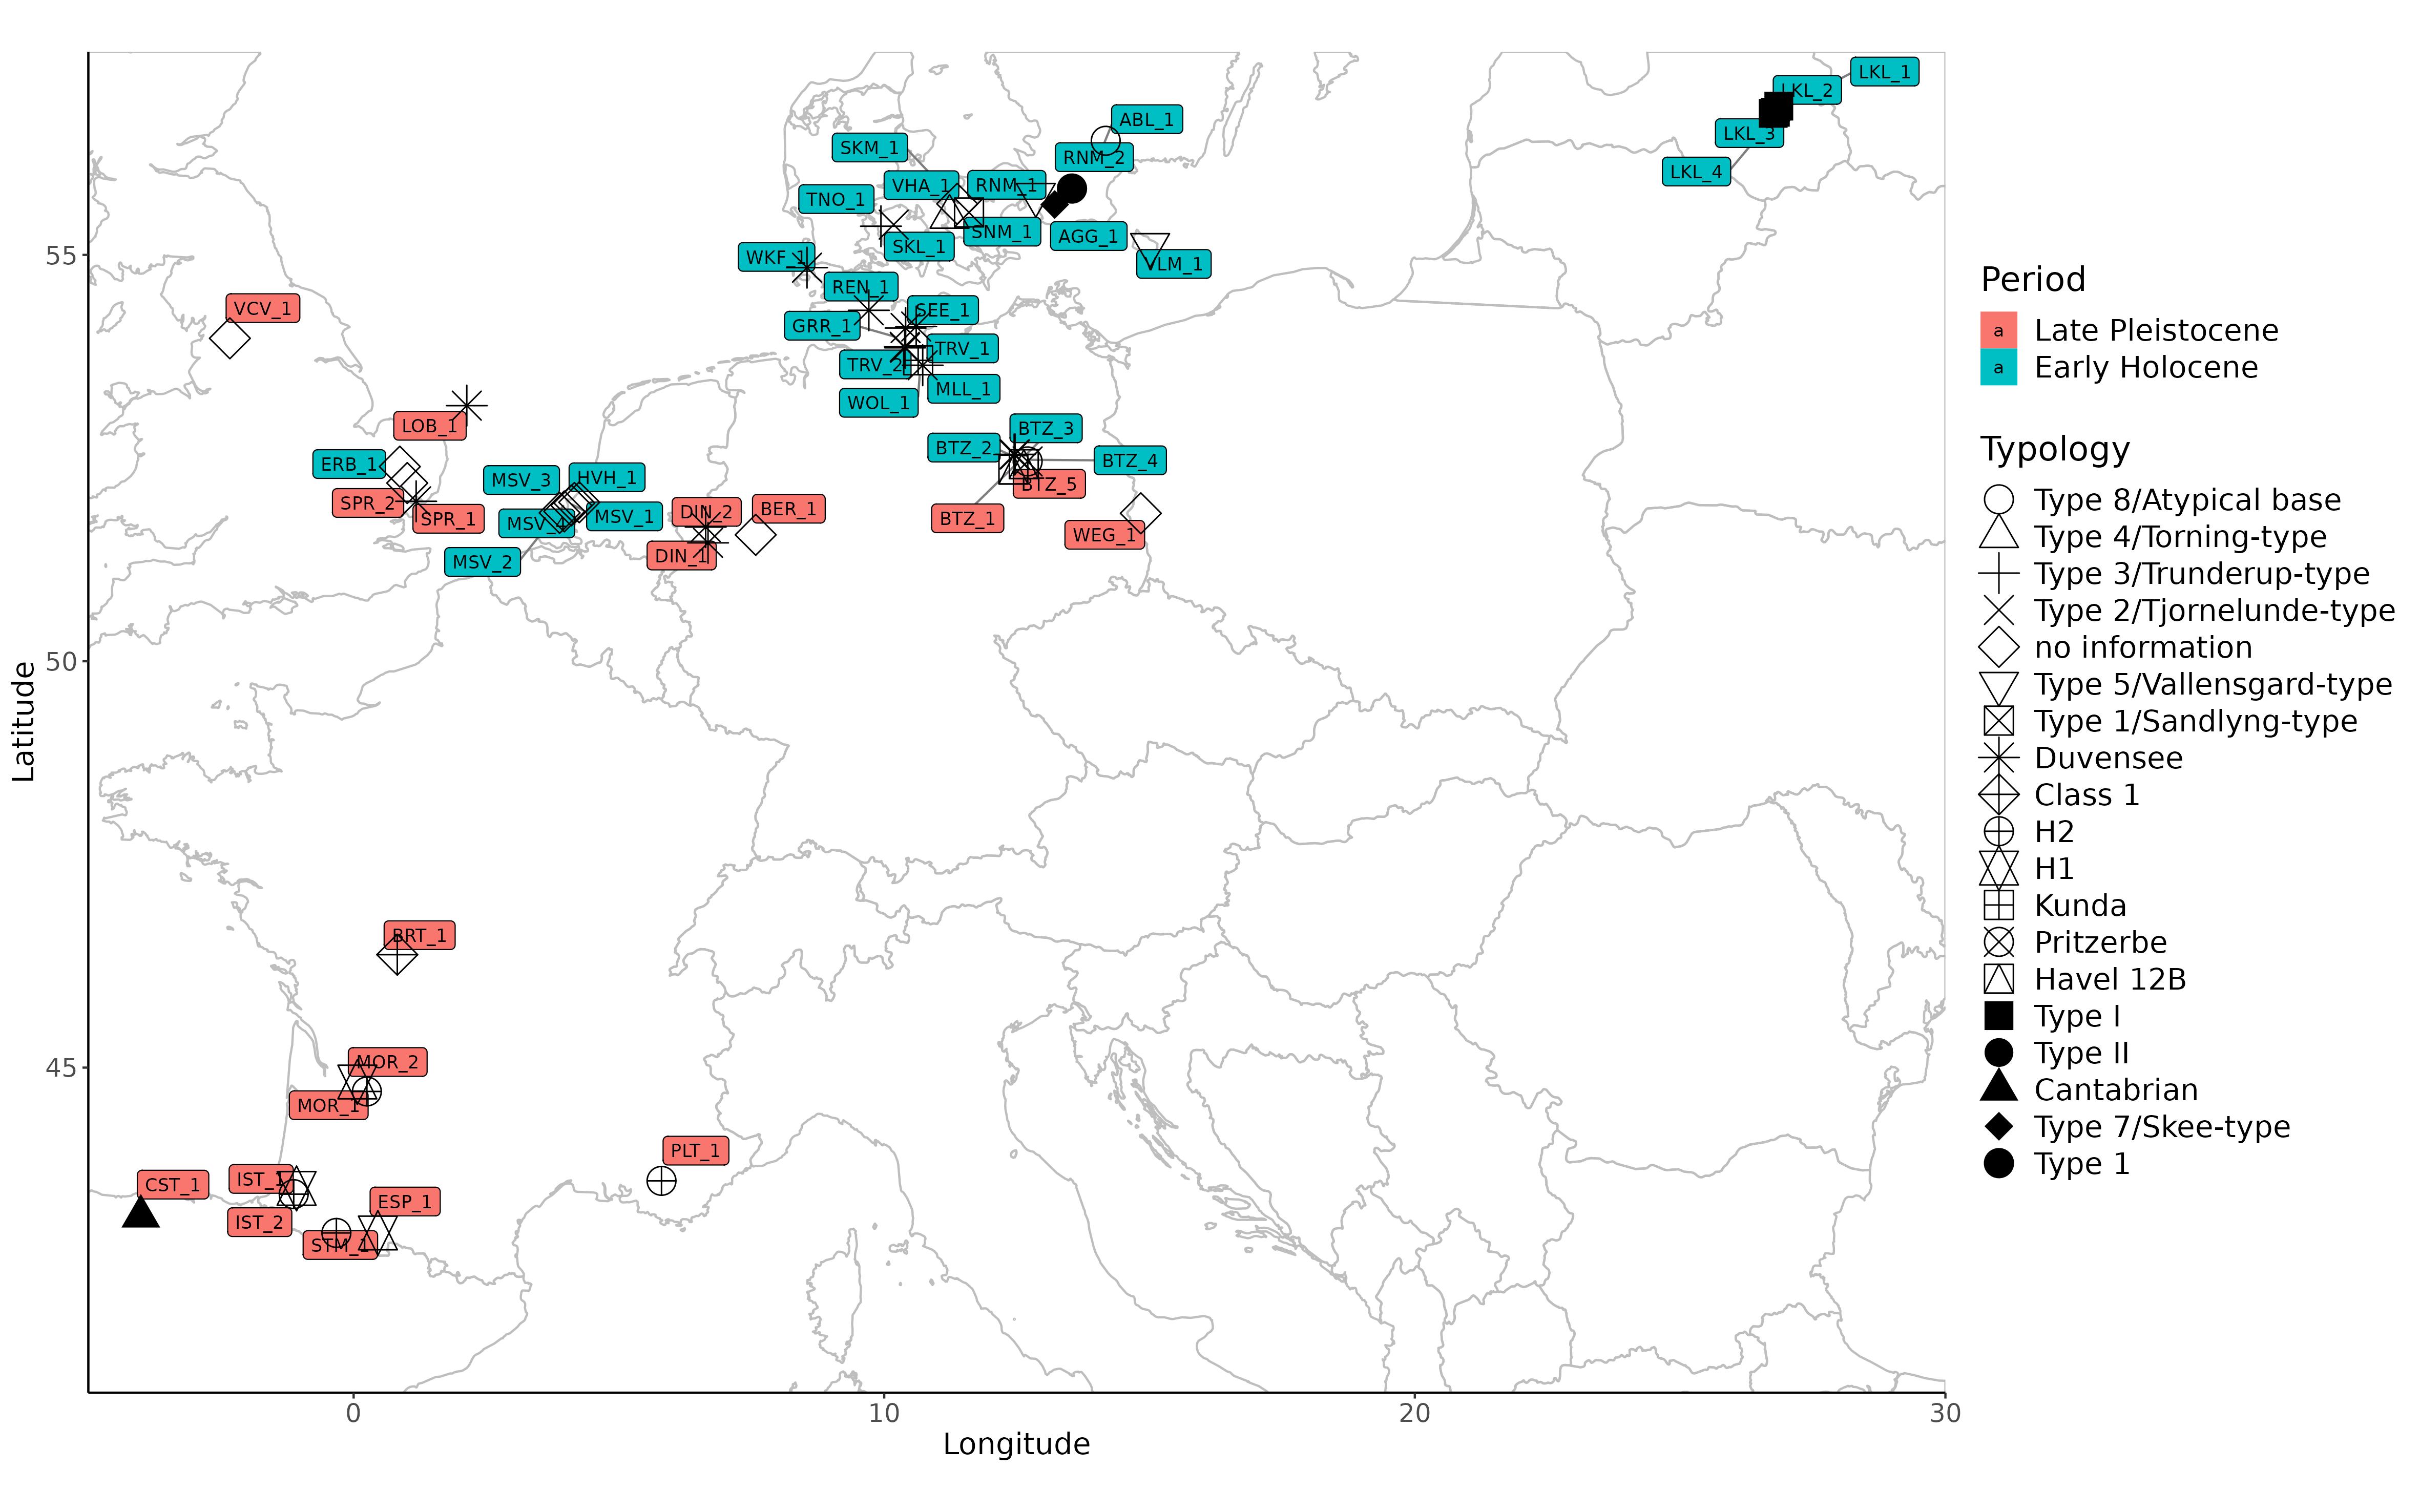 LKL_1
LKL_2
ABL_1
LKL_3
SKM_1
RNM_2
LKL_4
VHA_1
RNM_1
TNO_1
SNM_1
AGG_1
SKL_1
55
WKF_1
VLM_1
REN_1
VCV_1
SEE_1
GRR_1
TRV_1
TRV_2
MLL_1
WOL_1
LOB_1
BTZ_3
BTZ_2
BTZ_4
ERB_1
MSV_3
HVH_1
BTZ_5
SPR_2
SPR_1
MSV_4
MSV_1
DIN_2
BER_1
BTZ_1
WEG_1
DIN_1
MSV_2
50
BRT_1
MOR_2
45
MOR_1
PLT_1
CST_1
IST_1
ESP_1
IST_2
STM_1
0
10
20
30
Longitude
Latitude
Period
a Late Pleistocene
a Early Holocene
Typology
Type 8/Atypical base
Type 4/Torning-type
Type 3/Trunderup-type
Type 2/Tjornelunde-type
no information
Type 5/Vallensgard-type
Type 1/Sandlyng-type
Duvensee
Class 1
H2
H1
Kunda
Pritzerbe
Havel 12B
Type I
Type II
Cantabrian
Type 7/Skee-type
Type 1